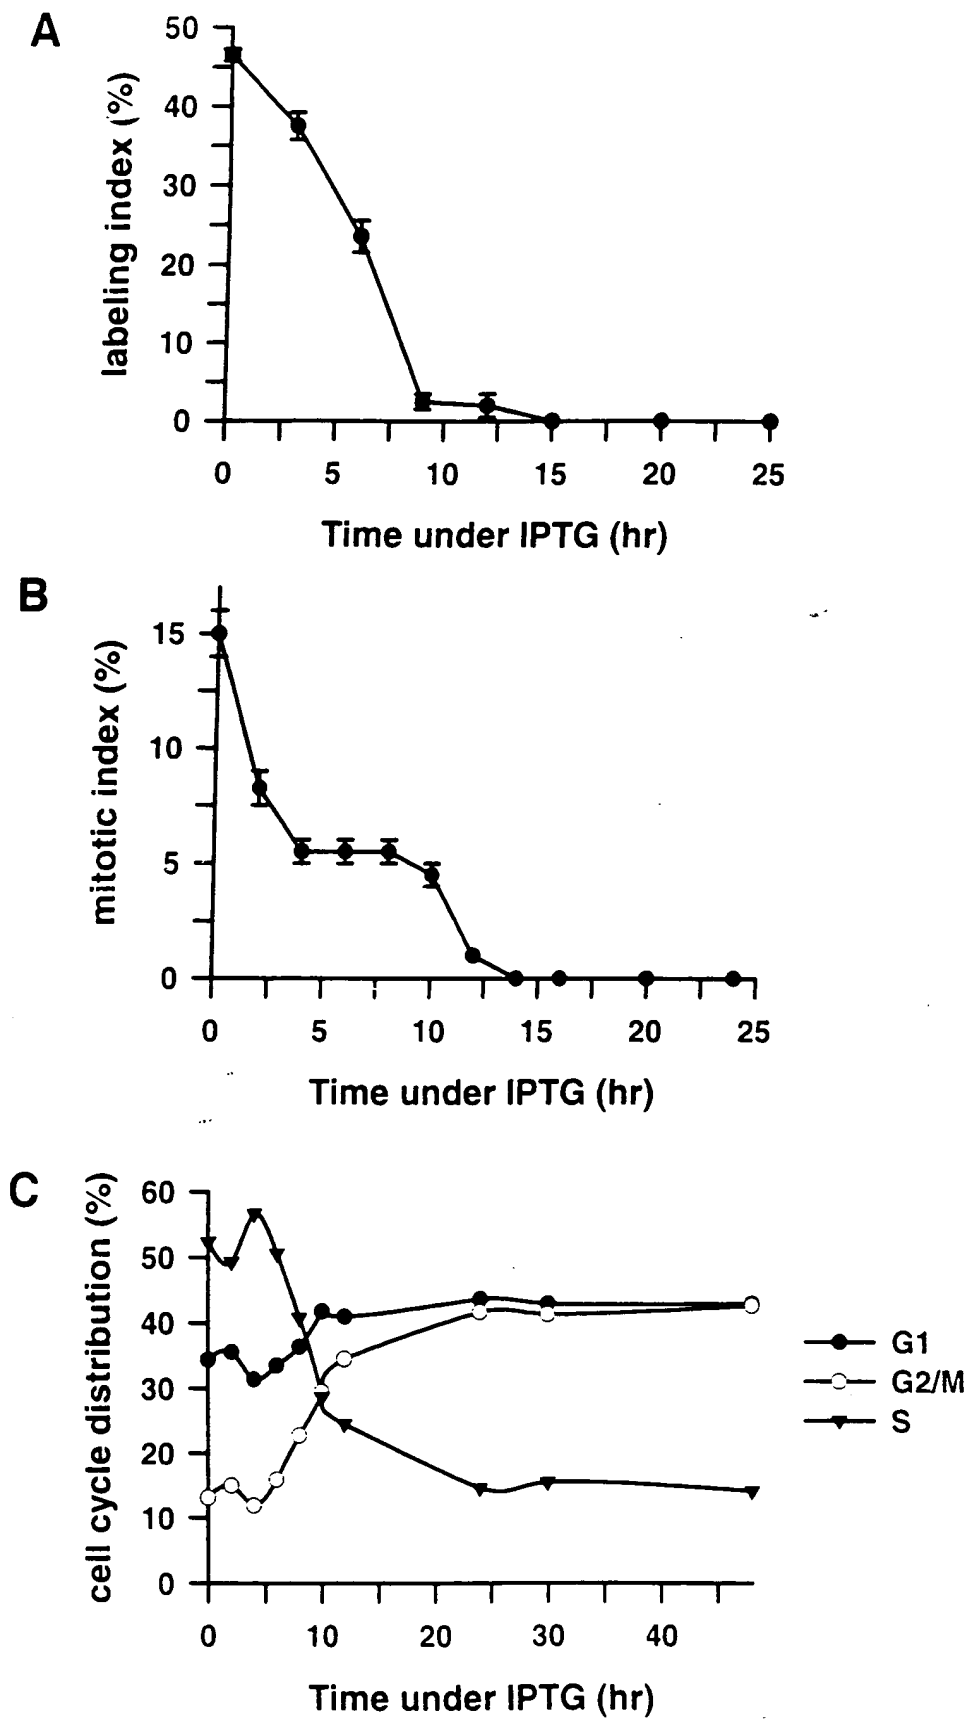 A
labeling index (%)
50
40
30
20
10
0
0 5 10 15 20 25
Time under IPTG (hr)
B
mitotic index (%)
15
10
5
0
0 5 10 15 20 25
Time under IPTG (hr)
C
cell cycle distribution (%)
60
50
40
30
20
10
0
0 10 20 30 40
G1
G2/M
S
Time under IPTG (hr)